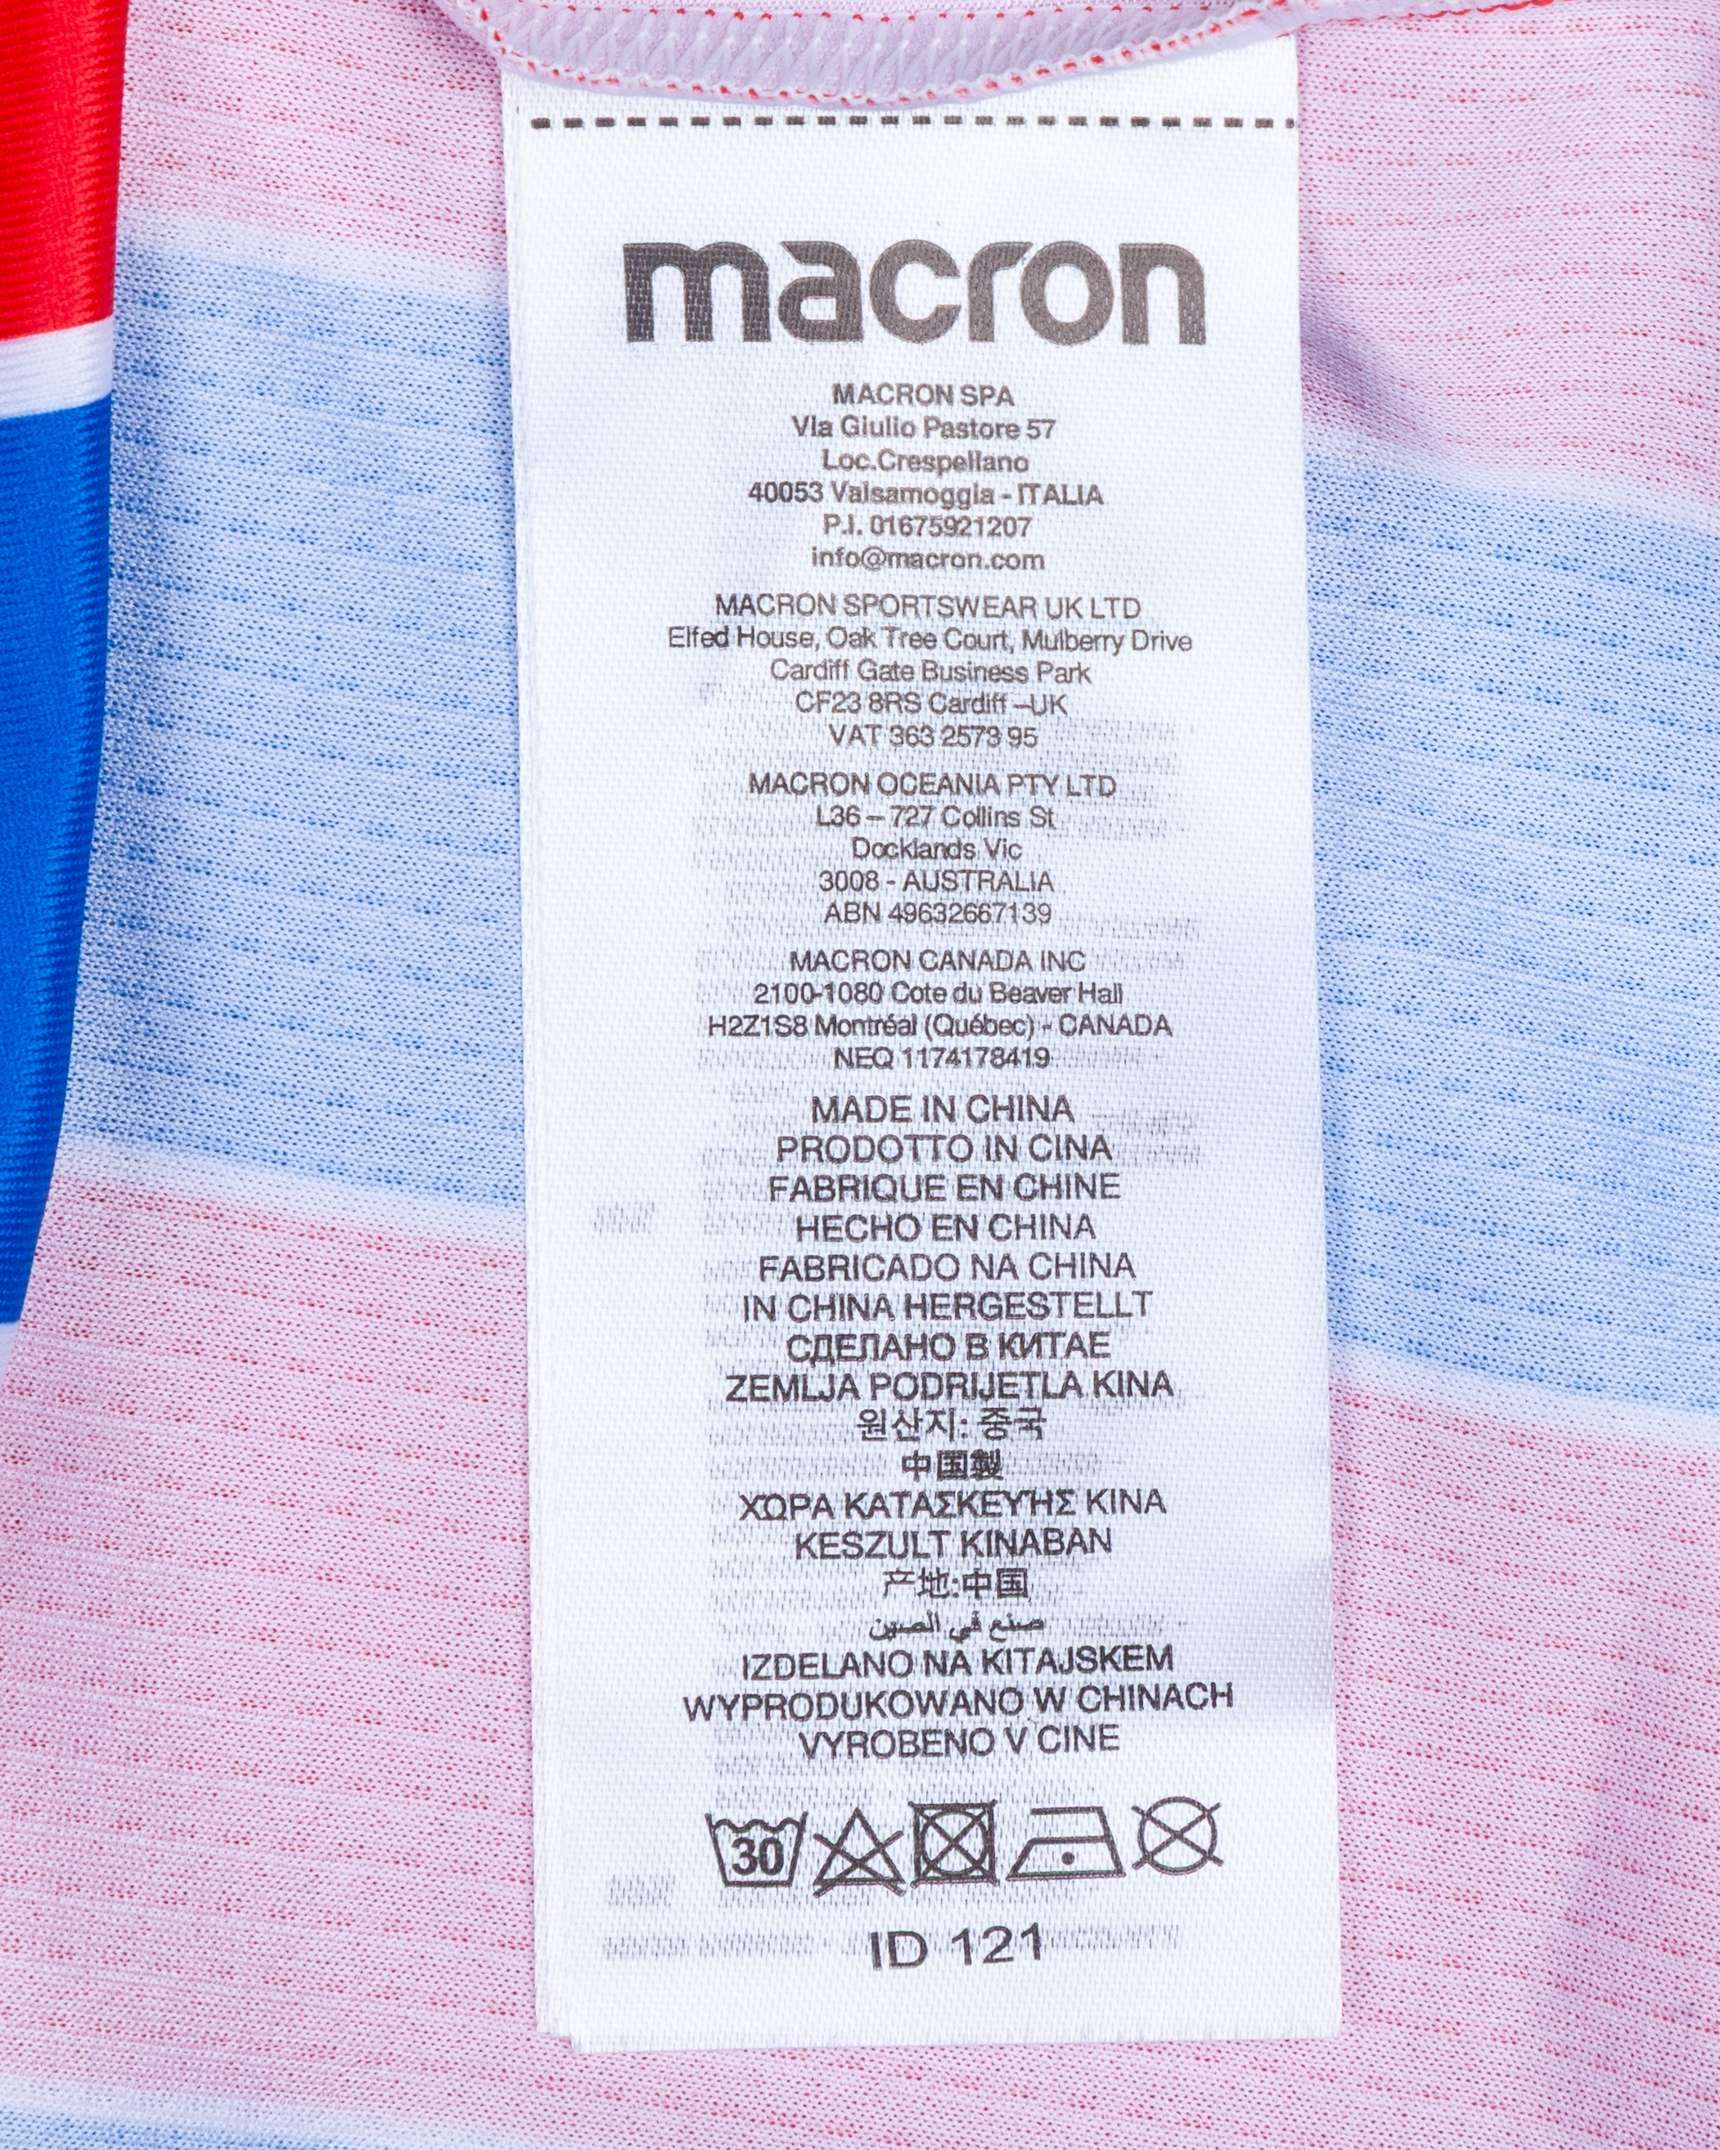 macron
MACRON SPA
Via Giulio Pastore 57
Loc.Crespellano
40053 Valsamoggia - ITALIA
P.I. 01675921207
info@macron.com
MACRON SPORTSWEAR UK LTD
Elfed House, Oak Tree Court, Mulberry Drive
Cardiff Gate Business Park
CF23 8RS Cardiff –UK
VAT 363 2573 95
MACRON OCEANIA PTY LTD
L36 – 727 Collins St
Docklands Vic
3008 - AUSTRALIA
ABN 49632667139
MACRON CANADA INC
2100-1080 Cote du Beaver Hall
H2Z1S8 Montréal (Québec) - CANADA
NEQ 1174178419
MADE IN CHINA
PRODOTTO IN CINA
FABRIQUE EN CHINE
HECHO EN CHINA
FABRICADO NA CHINA
IN CHINA HERGESTELLT
СДЕЛАНО В КИТАЕ
ZEMLJA PODRIJETLA KINA
원산지: 중국
中国製
ΧΩΡΑ ΚΑΤΑΣΚΕΥΉΣ ΚΙΝΑ
KESZULT KINABAN
产地:中国
صنع في الصين
IZDELANO NA KITAJSKEM
WYPRODUKOWANO W CHINACH
VYROBENO V CINE
30
ID 121